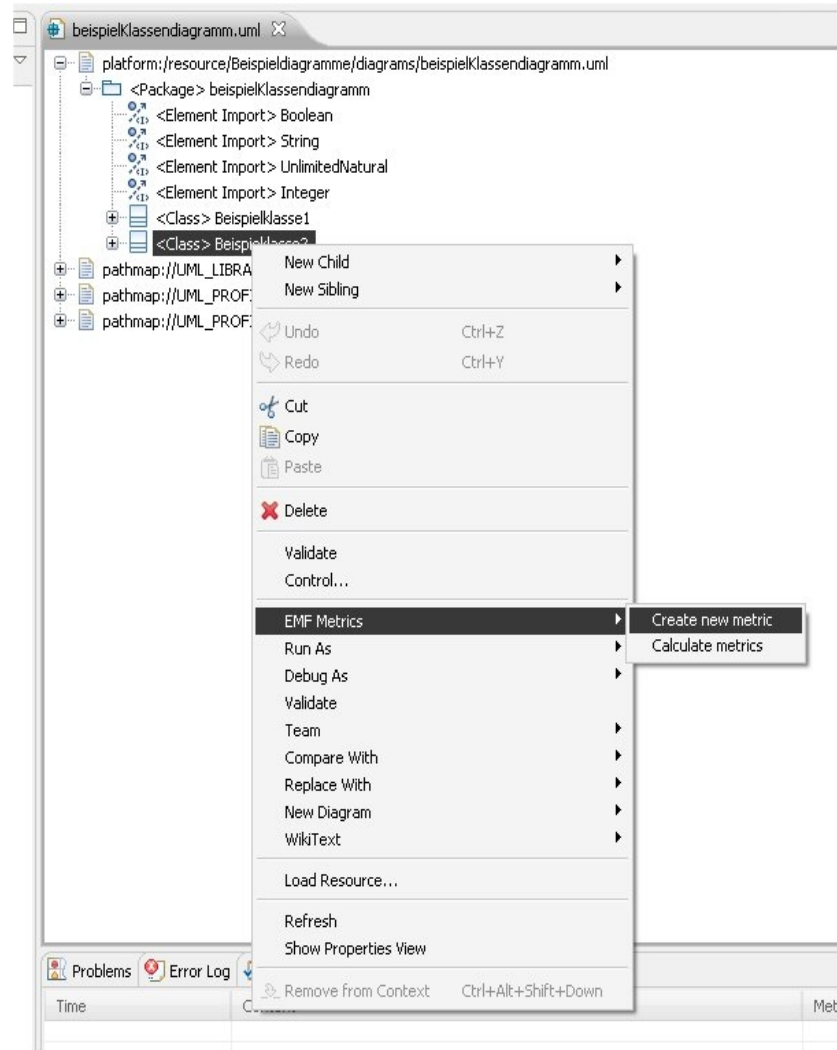 beispielKlassendiagramm.uml
platform:/resource/Beispieldiagramme/diagrams/beispielKlassendiagramm.uml
<Package> beispielKlassendiagramm
<Element Import> Boolean
<Element Import> String
<Element Import> UnlimitedNatural
<Element Import> Integer
<Class> Beispielklasse1
<Class> Beispielklasse2
pathmap://UML_LIBRA
pathmap://UML_PROF
pathmap://UML_PROF
New Child
New Sibling
Undo Ctrl+Z
Redo Ctrl+Y
Cut
Copy
Paste
Delete
Validate
Control...
EMF Metrics
Create new metric
Calculate metrics
Run As
Debug As
Validate
Team
Compare With
Replace With
New Diagram
WikiText
Load Resource...
Refresh
Show Properties View
Remove from Context Ctrl+Alt+Shift+Down
Problems Error Log
Time Met